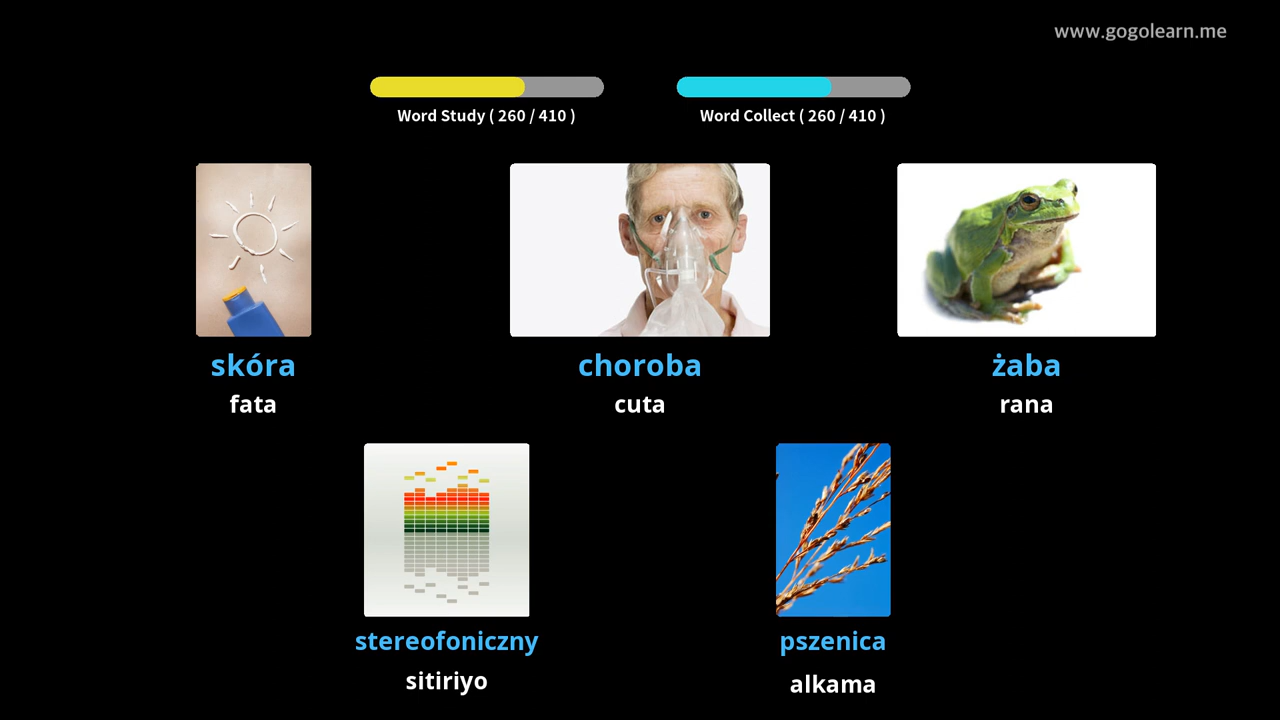 www.gogolearn.me
Word Study ( 260 / 410 )
Word Collect ( 260 / 410 )
skóra
fata
choroba
cuta
żaba
rana
stereofoniczny
sitiriyo
pszenica
alkama